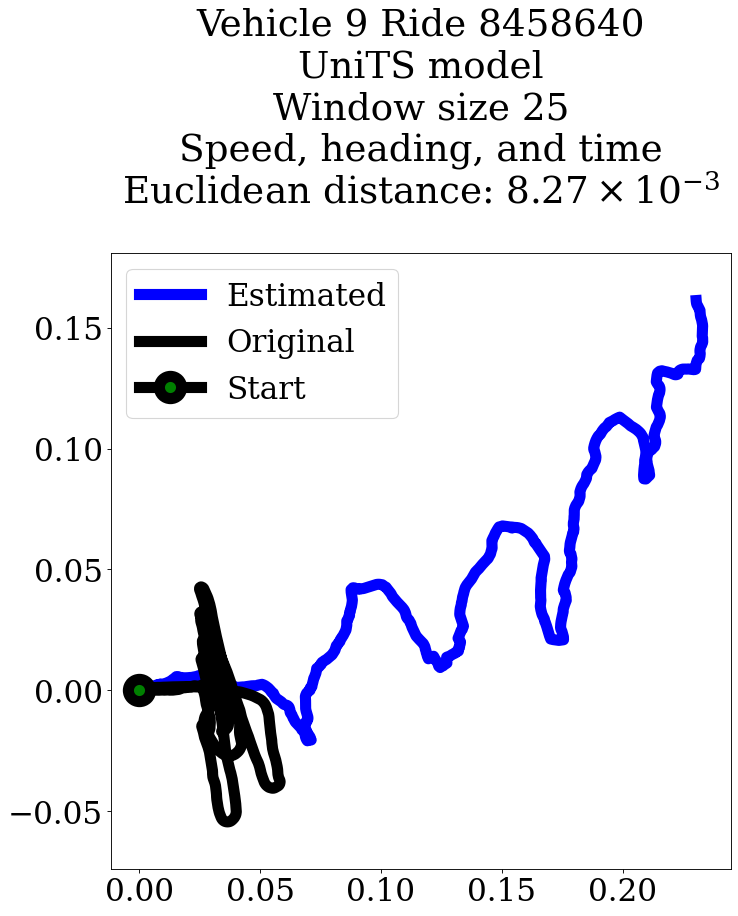 Vehicle 9 Ride 8458640
UniTS model
Window size 25
Speed, heading, and time
Euclidean distance: 8.27 × 10⁻³
Estimated
Original
Start
0.15
0.10
0.05
0.00
−0.05
0.00 0.05 0.10 0.15 0.20